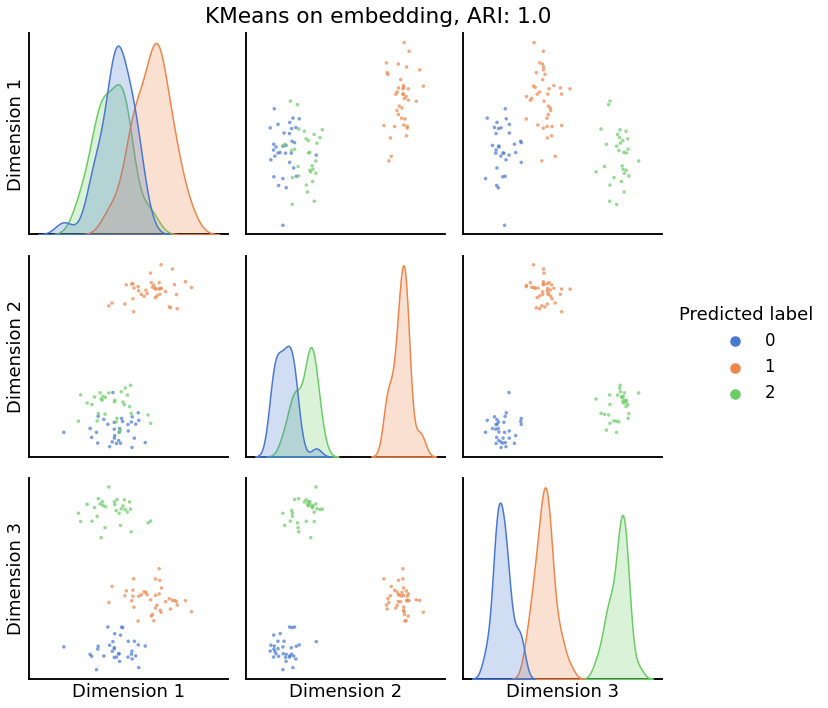 KMeans on embedding, ARI: 1.0
Dimension 1
Dimension 2
Dimension 3
Dimension 1
Dimension 2
Dimension 3
Predicted label
0
1
2